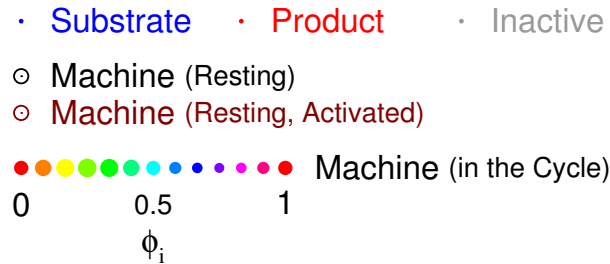 Substrate Product Inactive
Machine (Resting)
Machine (Resting, Activated)
Machine (in the Cycle)
0 0.5 1
ϕi